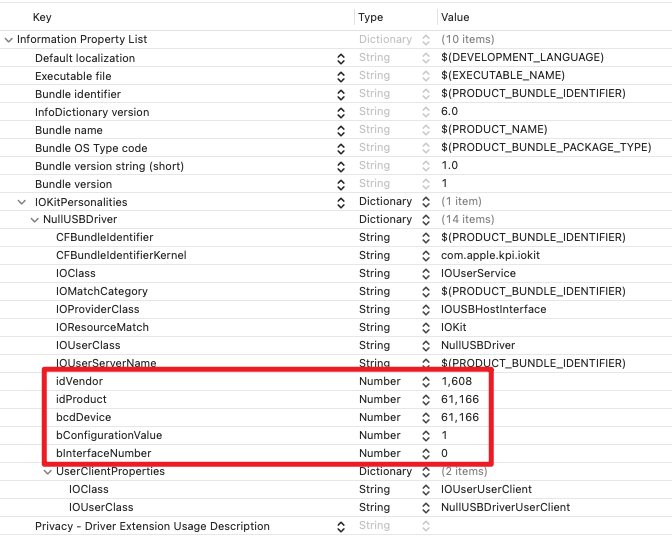 Key Type Value
Information Property List Dictionary (10 items)
Default localization String $(DEVELOPMENT_LANGUAGE)
Executable file String $(EXECUTABLE_NAME)
Bundle identifier String $(PRODUCT_BUNDLE_IDENTIFIER)
InfoDictionary version String 6.0
Bundle name String $(PRODUCT_NAME)
Bundle OS Type code String $(PRODUCT_BUNDLE_PACKAGE_TYPE)
Bundle version string (short) String 1.0
Bundle version String 1
IOKitPersonalities Dictionary (1 item)
NullUSBDriver Dictionary (14 items)
CFBundleIdentifier String $(PRODUCT_BUNDLE_IDENTIFIER)
CFBundleIdentifierKernel String com.apple.kpi.iokit
IOClass String IOUserService
IOMatchCategory String $(PRODUCT_BUNDLE_IDENTIFIER)
IOProviderClass String IOUSBHostInterface
IOResourceMatch String IOKit
IOUserClass String NullUSBDriver
IOUserServerName String $(PRODUCT_BUNDLE_IDENTIFIER)
idVendor Number 1,608
idProduct Number 61,166
bcdDevice Number 61,166
bConfigurationValue Number 1
bInterfaceNumber Number 0
UserClientProperties Dictionary (2 items)
IOClass String IOUserUserClient
IOUserClass String NullUSBDriverUserClient
Privacy - Driver Extension Usage Description String